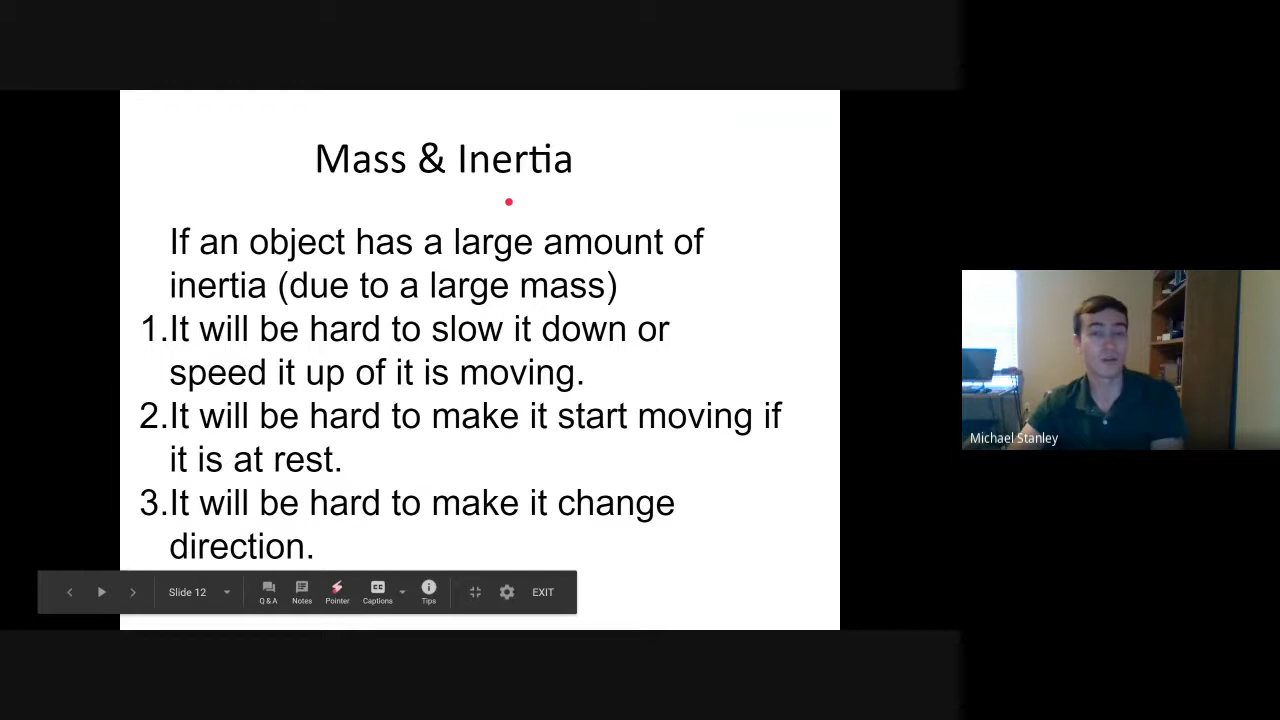 Mass & Inertia
If an object has a large amount of
inertia (due to a large mass)
1.It will be hard to slow it down or
speed it up of it is moving.
2.It will be hard to make it start moving if
it is at rest.
3.It will be hard to make it change
direction.
Slide 12
Q & A
Notes
Pointer
CC
Captions
Tips
EXIT
Michael Stanley